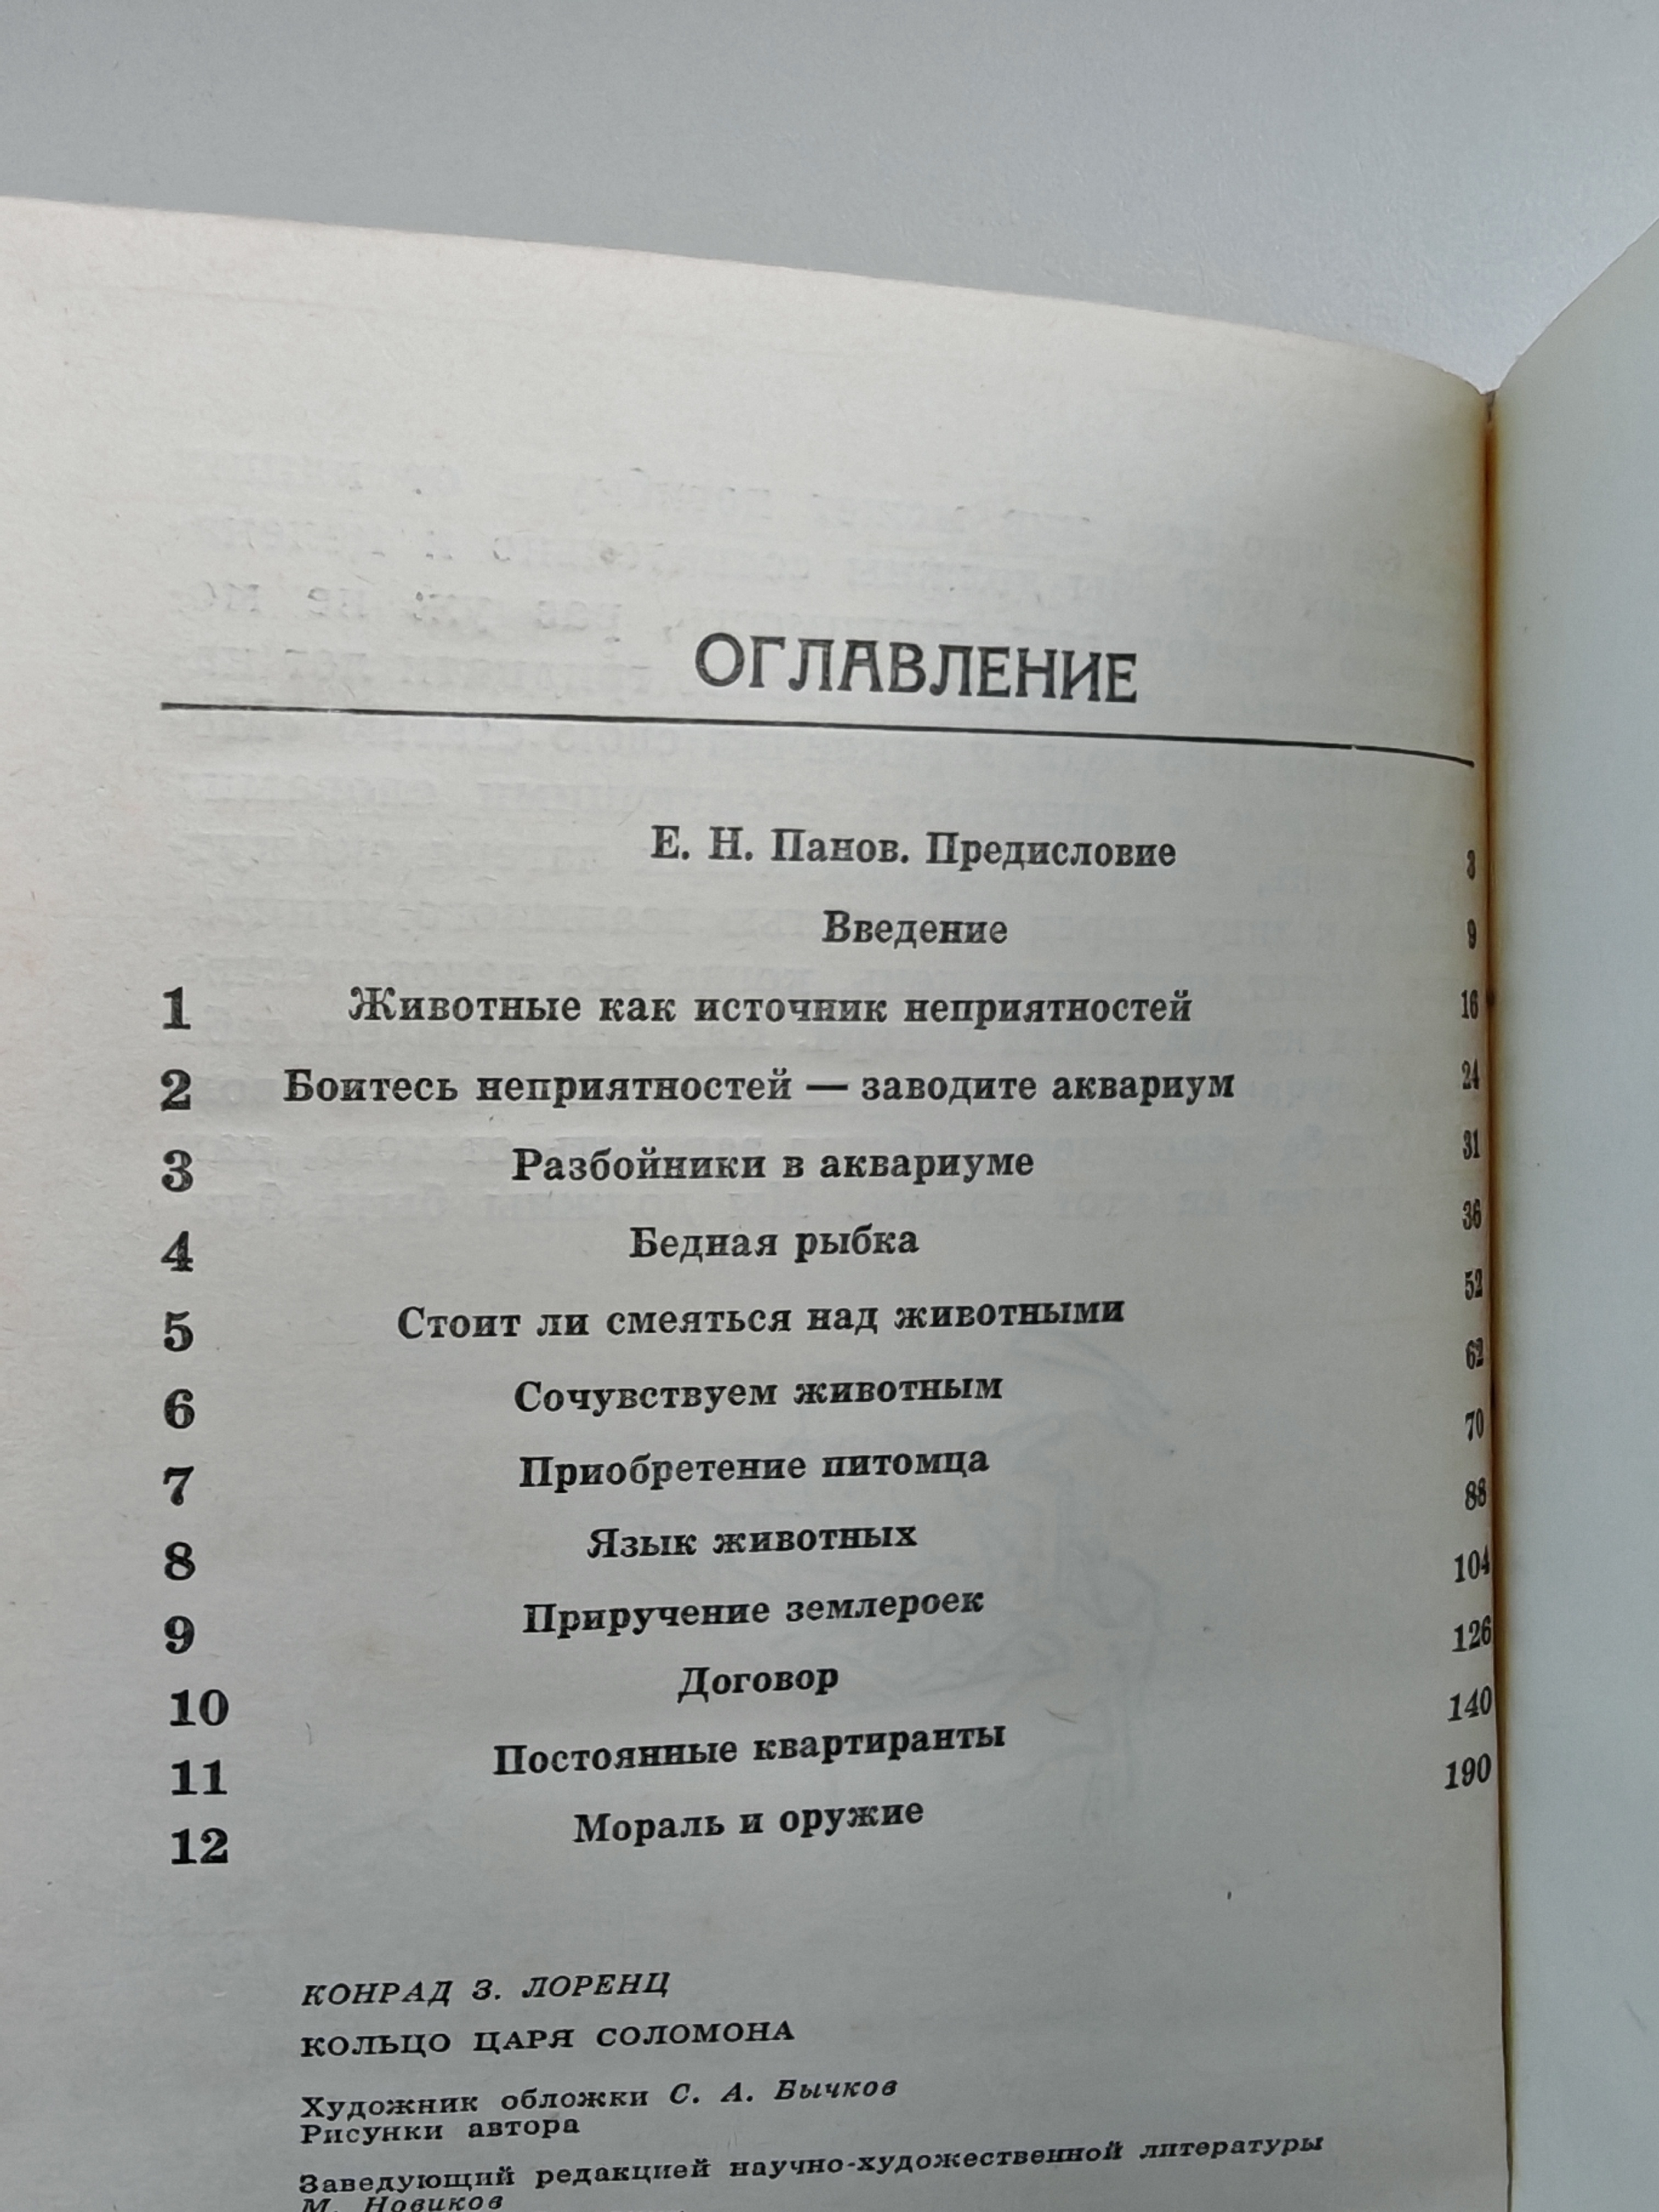 ОГЛАВЛЕНИЕ
Е. Н. Панов. Предисловие 3
Введение 9
1 Животные как источник неприятностей 16
2 Боитесь неприятностей — заводите аквариум 24
3 Разбойники в аквариуме 31
4 Бедная рыбка 36
5 Стоит ли смеяться над животными 52
6 Сочувствуем животным 62
7 Приобретение питомца 70
8 Язык животных 88
9 Приручение землероек 104
10 Договор 126
11 Постоянные квартиранты 140
12 Мораль и оружие 190
КОНРАД З. ЛОРЕНЦ
КОЛЬЦО ЦАРЯ СОЛОМОНА
Художник обложки С. А. Бычков
Рисунки автора
Заведующий редакцией научно-художественной литературы
М. Новиков